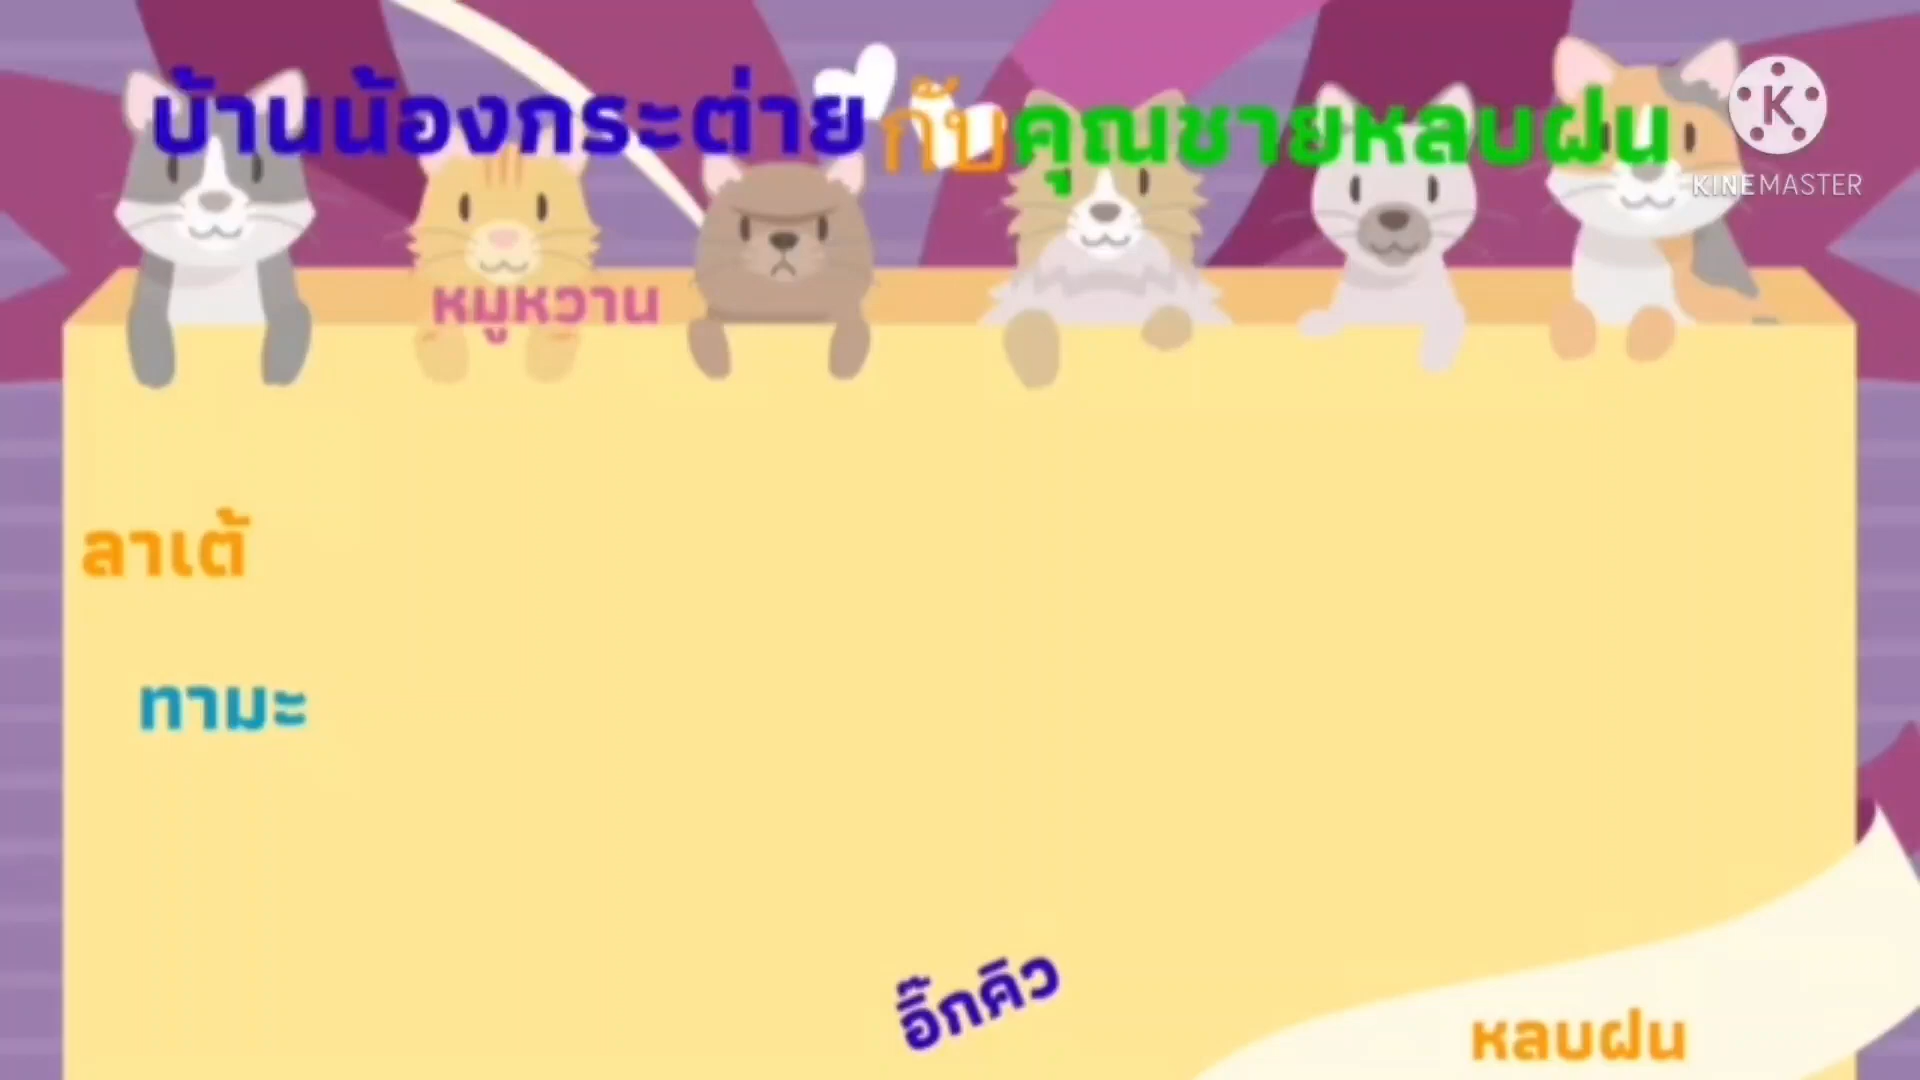 บ้านน้องกระต่ายกับคุณชายหลบฝน
KINEMASTER
หมูหวาน
ลาเต้
ทามะ
อิ๊กคิว
หลบฝน